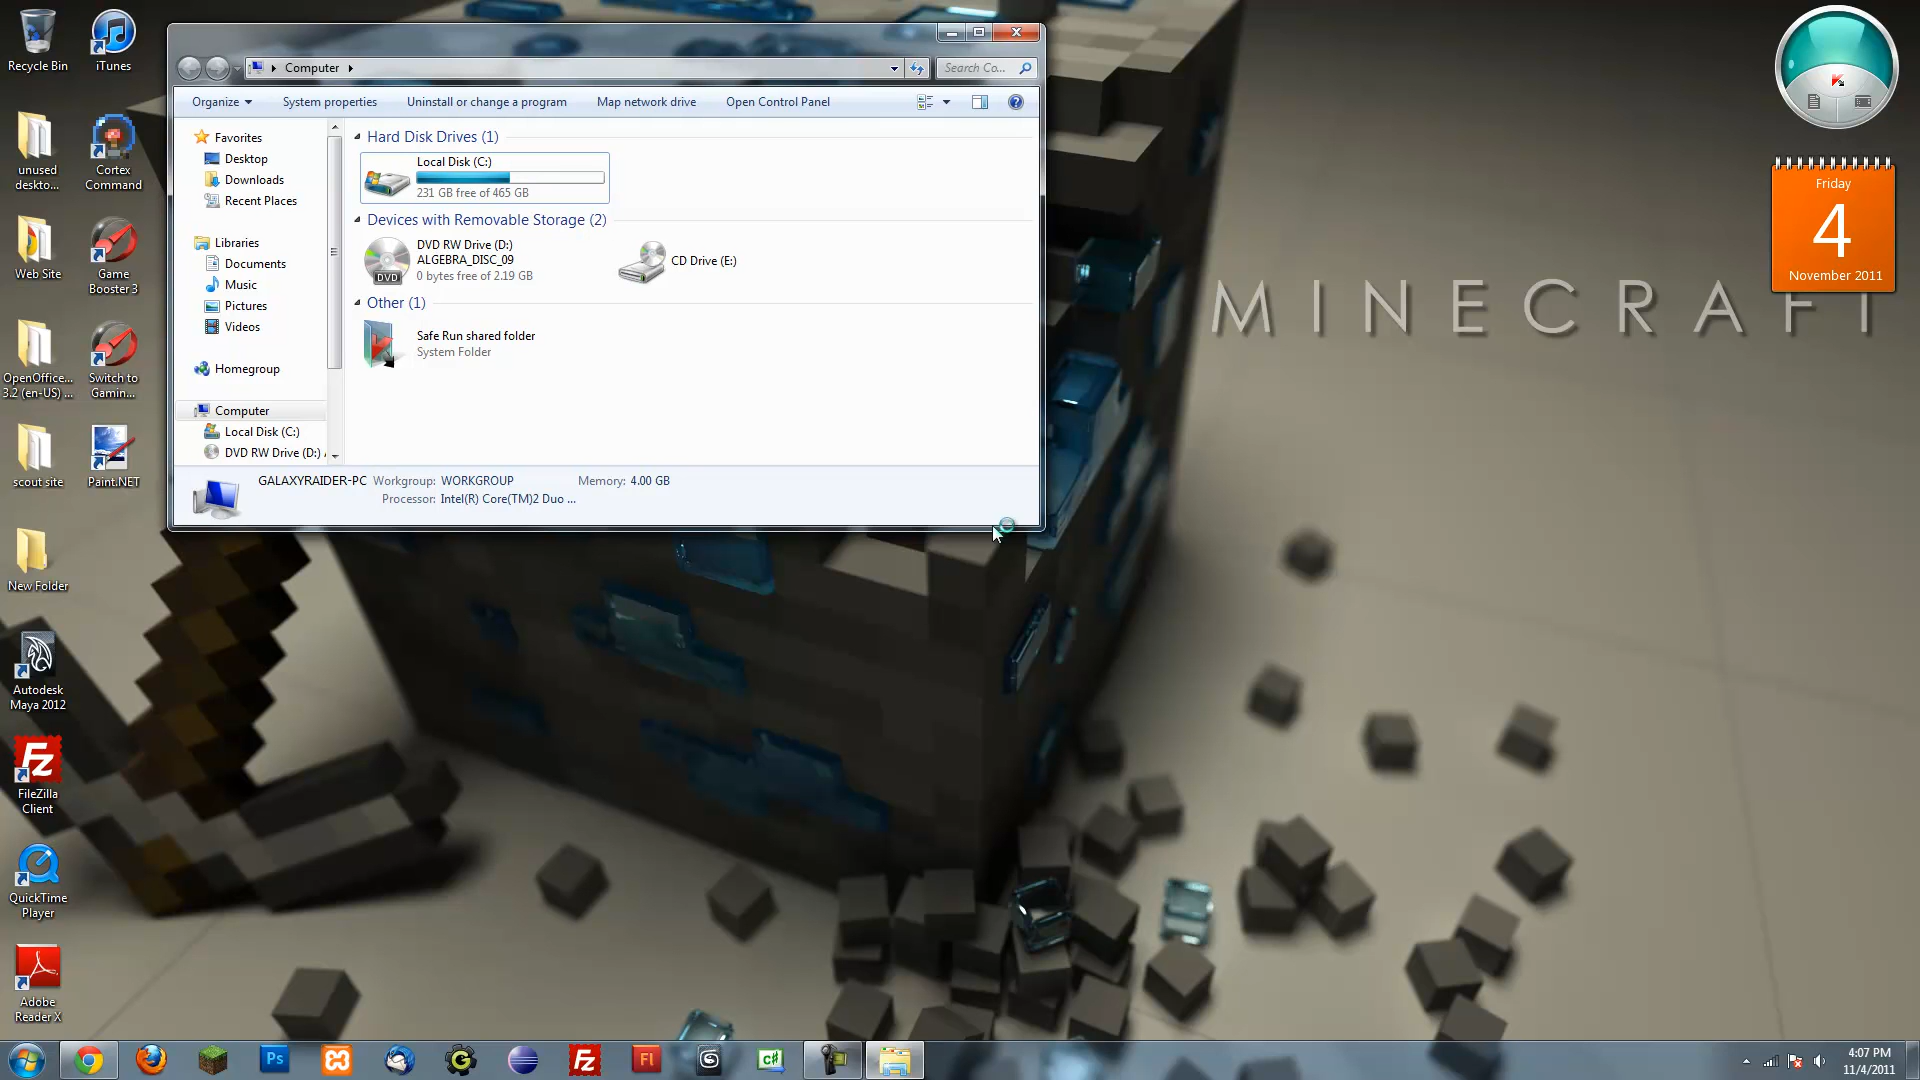 Recycle Bin
iTunes
unused
deskto...
Cortex
Command
Web Site
Game
Booster 3
OpenOffice...
3.2 (en-US) ...
Switch to
Gamin...
scout site
Paint.NET
New Folder
Autodesk
Maya 2012
FileZilla
Client
QuickTime
Player
Adobe
Reader X
Computer
Search Co...
Organize
System properties
Uninstall or change a program
Map network drive
Open Control Panel
Favorites
Desktop
Downloads
Recent Places
Libraries
Documents
Music
Pictures
Videos
Homegroup
Computer
Local Disk (C:)
DVD RW Drive (D:)
Hard Disk Drives (1)
Local Disk (C:)
231 GB free of 465 GB
Devices with Removable Storage (2)
DVD RW Drive (D:)
ALGEBRA_DISC_09
0 bytes free of 2.19 GB
DVD
CD Drive (E:)
Other (1)
Safe Run shared folder
System Folder
GALAXYRAIDER-PC Workgroup: WORKGROUP Memory: 4.00 GB
Processor: Intel(R) Core(TM)2 Duo ...
Friday
4
November 2011
MINECRAFT
Fz
Ps
G
Fz
Fl
S
c#
4:07 PM
11/4/2011